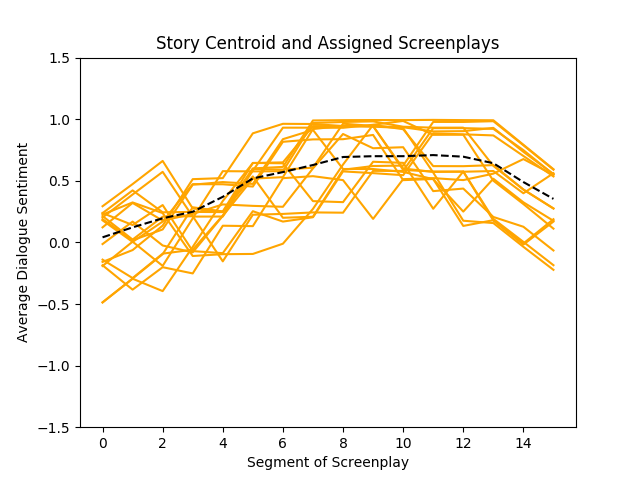 Story Centroid and Assigned Screenplays
1.5
1.0
0.5
0.0
−0.5
−1.0
−1.5
Average Dialogue Sentiment
0 2 4 6 8 10 12 14
Segment of Screenplay